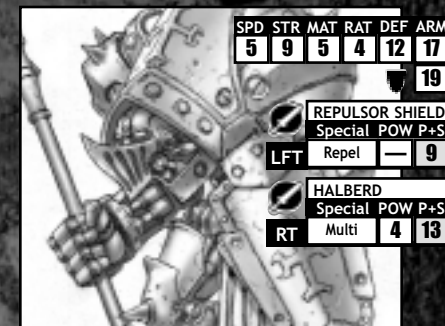 SPD STR MAT RAT DEF ARM
5 9 5 4 12 17
19
REPULSOR SHIELD
Special POW P+S
LFT Repel — 9
HALBERD
Special POW P+S
RT Multi 4 13